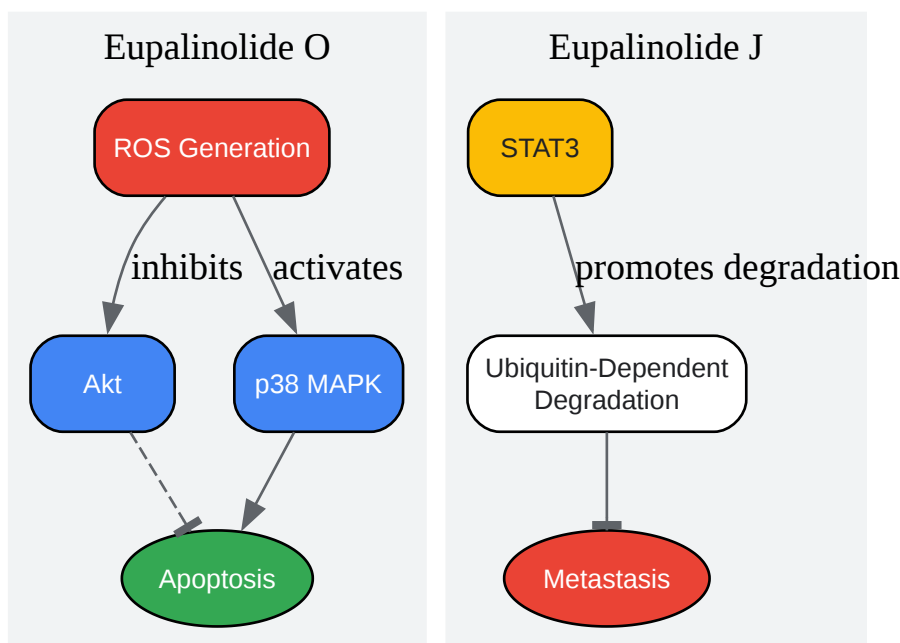 Eupalinolide O
ROS Generation
inhibits
activates
Akt
p38 MAPK
Apoptosis
Eupalinolide J
STAT3
promotes degradation
Ubiquitin-Dependent
Degradation
Metastasis